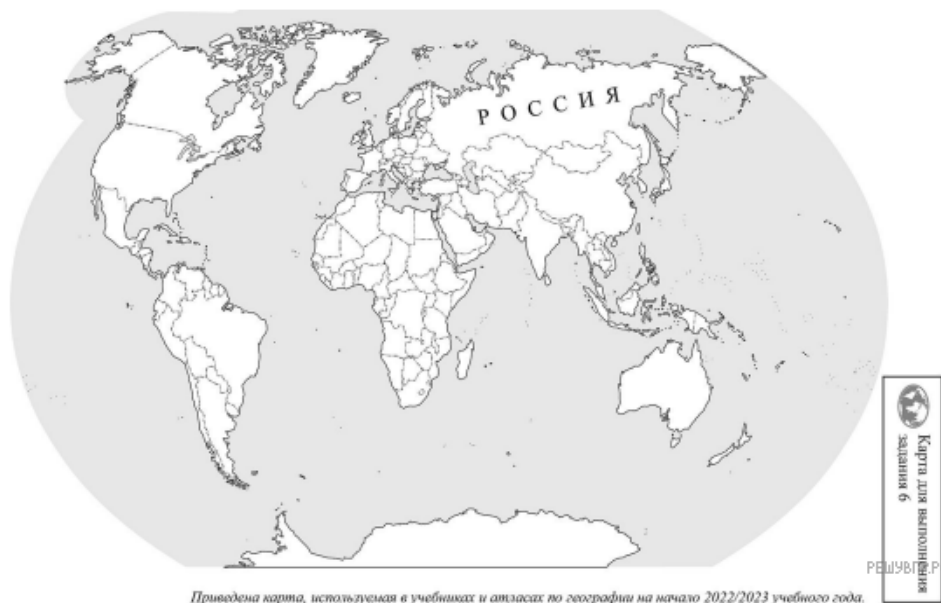 РОССИЯ
Карта для выполнения
задания 6
РЕШУВПР.Р
Приведена карта, используемая в учебниках и атласах по географии на начало 2022/2023 учебного года.